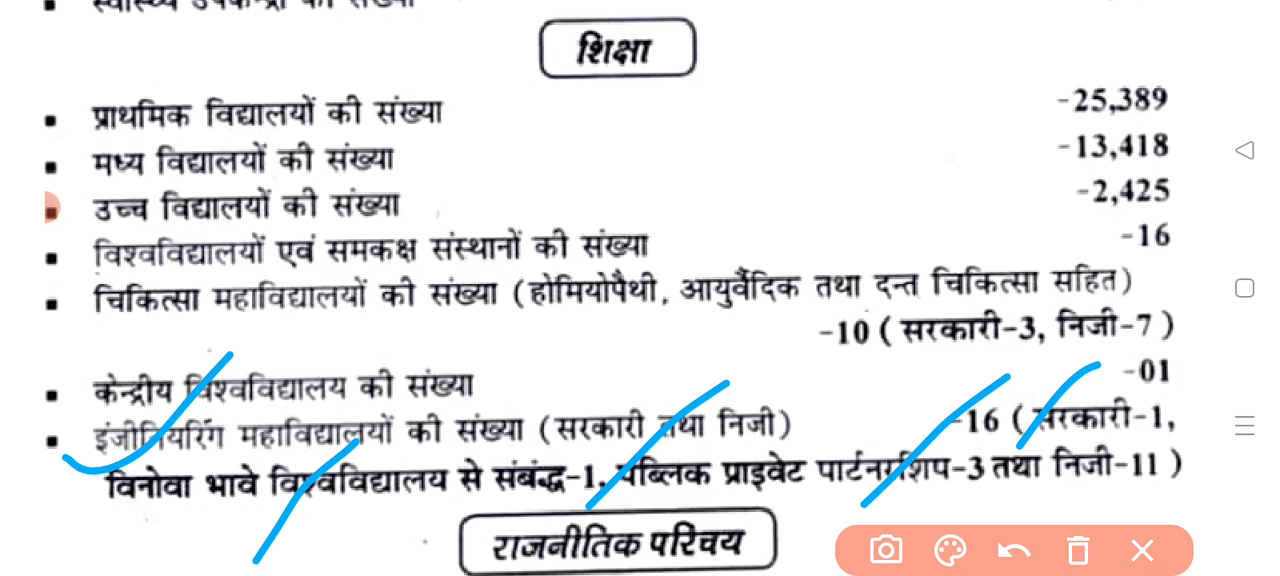 स्वास्थ्य उपकेन्द्रों की संख्या
शिक्षा
▪ प्राथमिक विद्यालयों की संख्या -25,389
▪ मध्य विद्यालयों की संख्या -13,418
▪ उच्च विद्यालयों की संख्या -2,425
▪ विश्वविद्यालयों एवं समकक्ष संस्थानों की संख्या -16
▪ चिकित्सा महाविद्यालयों की संख्या (होमियोपैथी, आयुर्वैदिक तथा दन्त चिकित्सा सहित)
-10 ( सरकारी-3, निजी-7 )
▪ केन्द्रीय विश्वविद्यालय की संख्या -01
▪ इंजीनियरिंग महाविद्यालयों की संख्या (सरकारी तथा निजी) -16 ( सरकारी-1,
विनोवा भावे विश्वविद्यालय से संबंद्ध-1, पब्लिक प्राइवेट पार्टनरशिप-3 तथा निजी-11 )
राजनीतिक परिचय